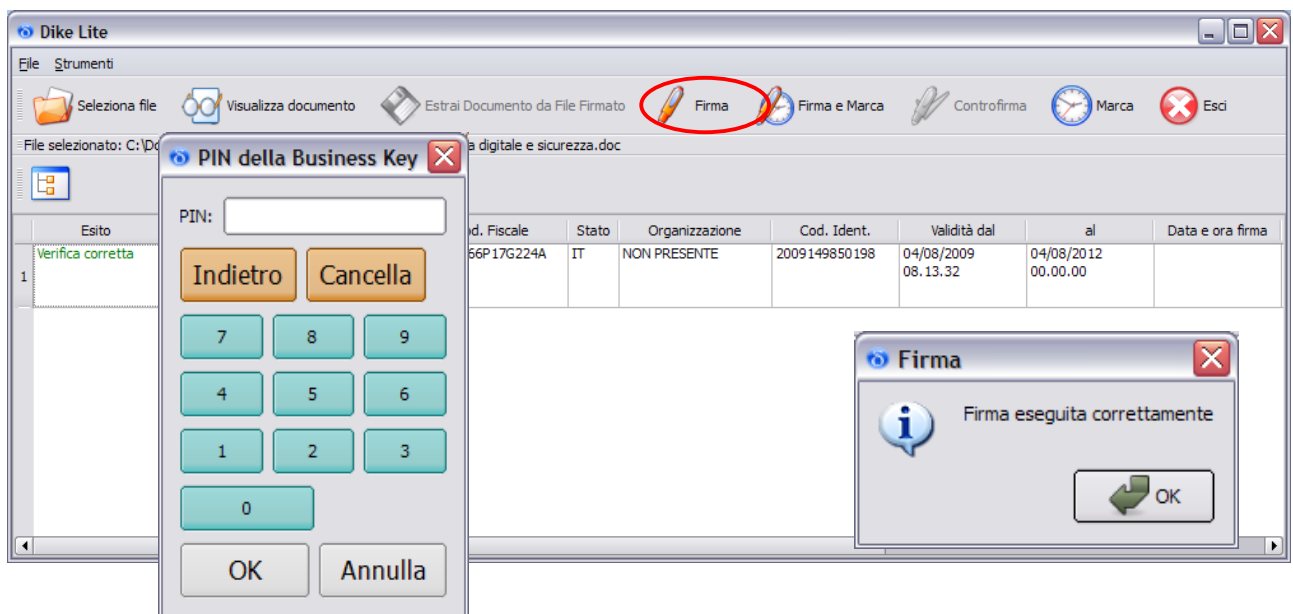 Dike Lite
File Strumenti
Seleziona file Visualizza documento Estrai Documento da File Firmato Firma Firma e Marca Controfirma Marca Esci
File selezionato: C:\ a digitale e sicurezza.doc
PIN della Business Key
PIN:
Indietro Cancella
7 8 9
4 5 6
1 2 3
0
OK Annulla
Esito Fiscale Stato Organizzazione Cod. Ident. Validità dal al Data e ora firma
1 Verifica corretta 66P17G224A IT NON PRESENTE 2009149850198 04/08/2009 04/08/2012
08.13.32 00.00.00
Firma
Firma eseguita correttamente
OK